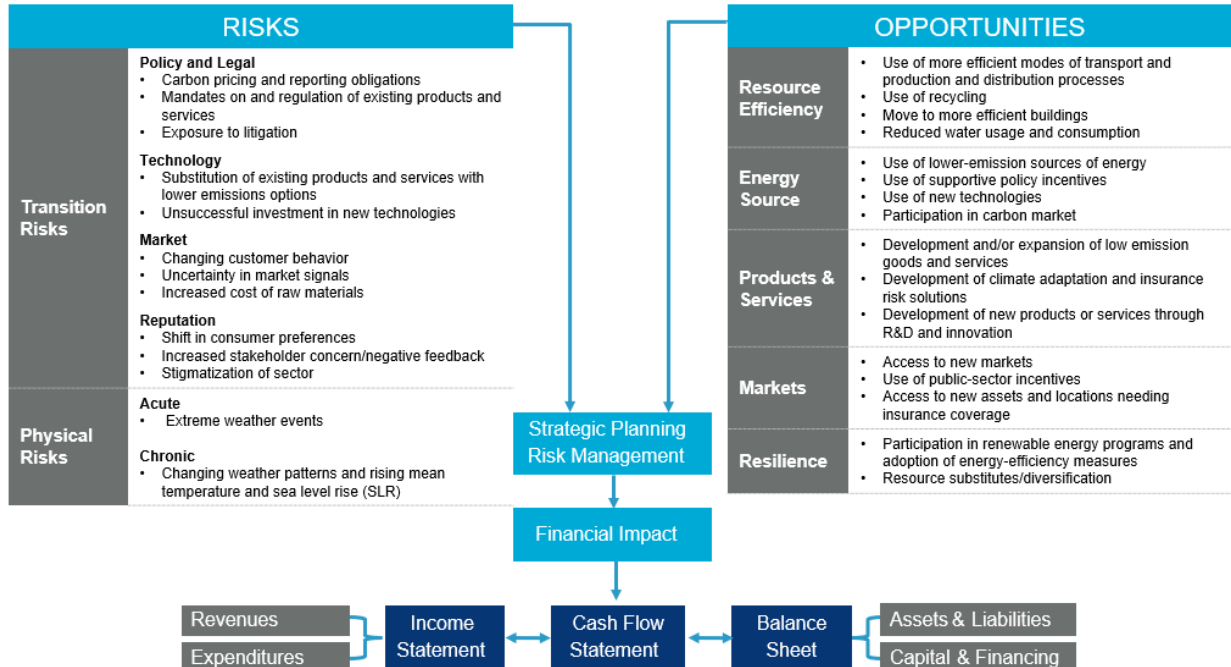 RISKS
Transition
Risks
Policy and Legal
• Carbon pricing and reporting obligations
• Mandates on and regulation of existing products and
services
• Exposure to litigation
Technology
• Substitution of existing products and services with
lower emissions options
• Unsuccessful investment in new technologies
Market
• Changing customer behavior
• Uncertainty in market signals
• Increased cost of raw materials
Reputation
• Shift in consumer preferences
• Increased stakeholder concern/negative feedback
• Stigmatization of sector
Physical
Risks
Acute
• Extreme weather events
Chronic
• Changing weather patterns and rising mean
temperature and sea level rise (SLR)
OPPORTUNITIES
Resource
Efficiency
• Use of more efficient modes of transport and
production and distribution processes
• Use of recycling
• Move to more efficient buildings
• Reduced water usage and consumption
Energy
Source
• Use of lower-emission sources of energy
• Use of supportive policy incentives
• Use of new technologies
• Participation in carbon market
Products &
Services
• Development and/or expansion of low emission
goods and services
• Development of climate adaptation and insurance
risk solutions
• Development of new products or services through
R&D and innovation
Markets
• Access to new markets
• Use of public-sector incentives
• Access to new assets and locations needing
insurance coverage
Resilience
• Participation in renewable energy programs and
adoption of energy-efficiency measures
• Resource substitutes/diversification
Strategic Planning
Risk Management
Financial Impact
Revenues
Expenditures
Income
Statement
Cash Flow
Statement
Balance
Sheet
Assets & Liabilities
Capital & Financing